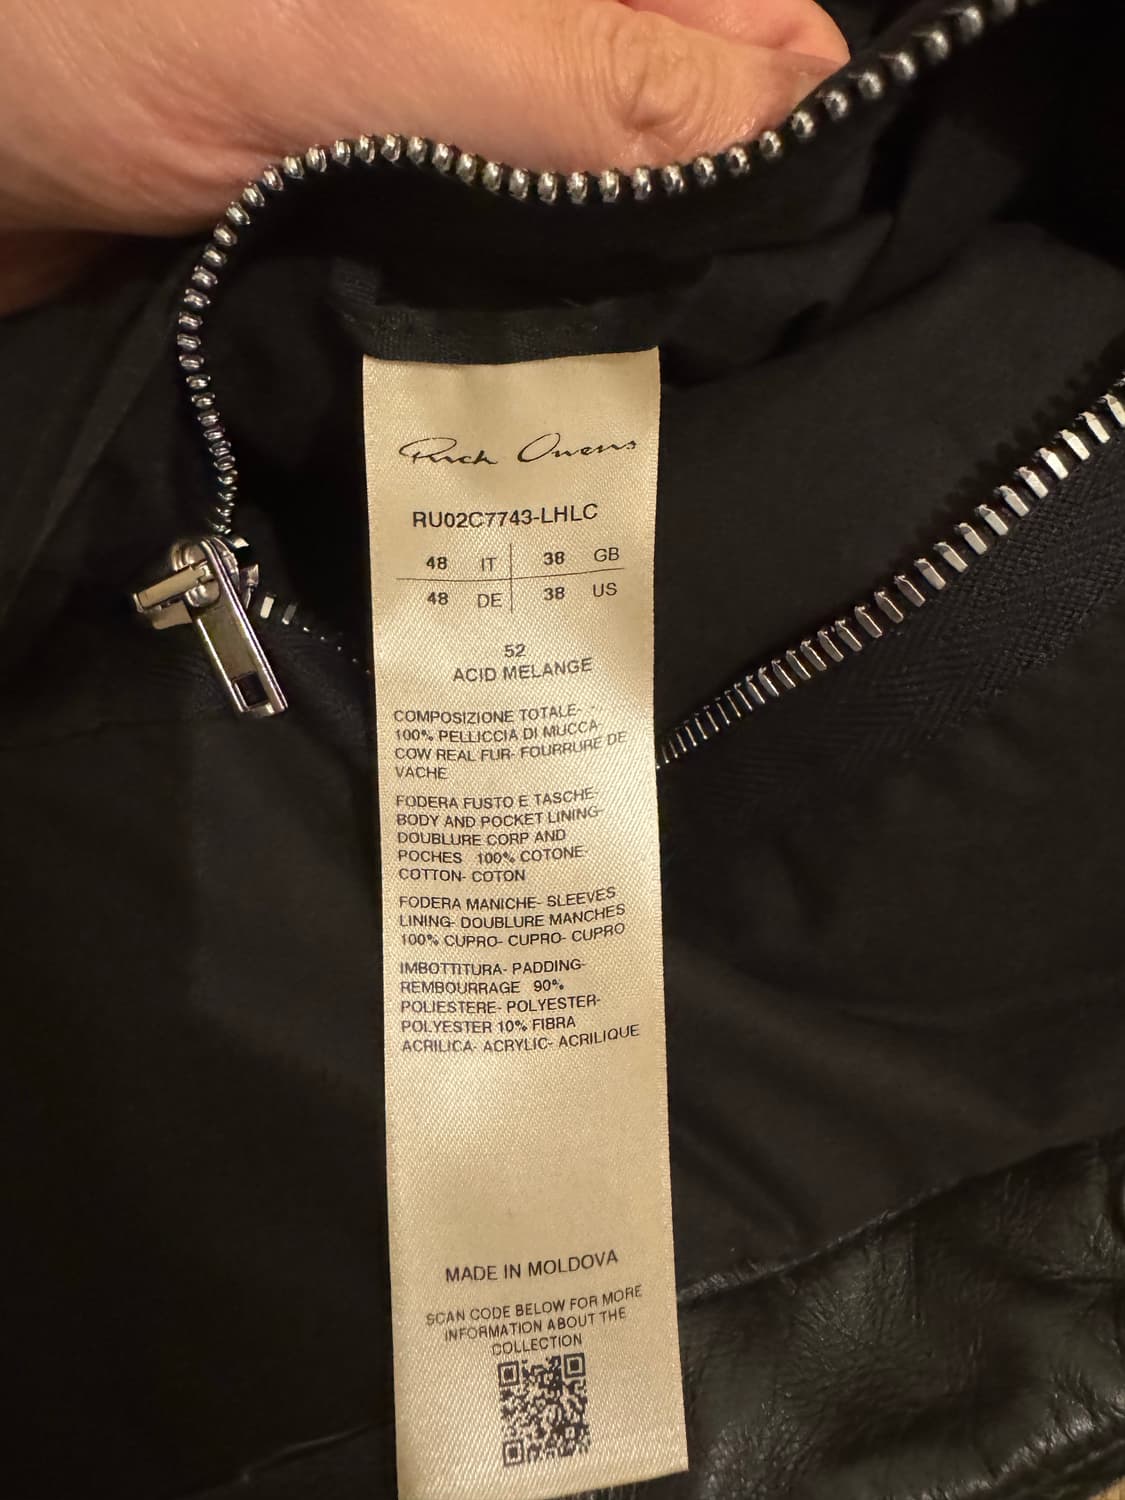 Rick Owens
RU02C7743-LHLC
48 IT 38 GB
48 DE 38 US
52
ACID MELANGE
COMPOSIZIONE TOTALE-
100% PELLICCIA DI MUCCA-
COW REAL FUR- FOURRURE DE
VACHE
FODERA FUSTO E TASCHE-
BODY AND POCKET LINING-
DOUBLURE CORP AND
POCHES 100% COTONE-
COTTON- COTON
FODERA MANICHE- SLEEVES
LINING- DOUBLURE MANCHES
100% CUPRO- CUPRO- CUPRO
IMBOTTITURA- PADDING-
REMBOURRAGE 90%
POLIESTERE- POLYESTER-
POLYESTER 10% FIBRA
ACRILICA- ACRYLIC- ACRILIQUE
MADE IN MOLDOVA
SCAN CODE BELOW FOR MORE
INFORMATION ABOUT THE
COLLECTION